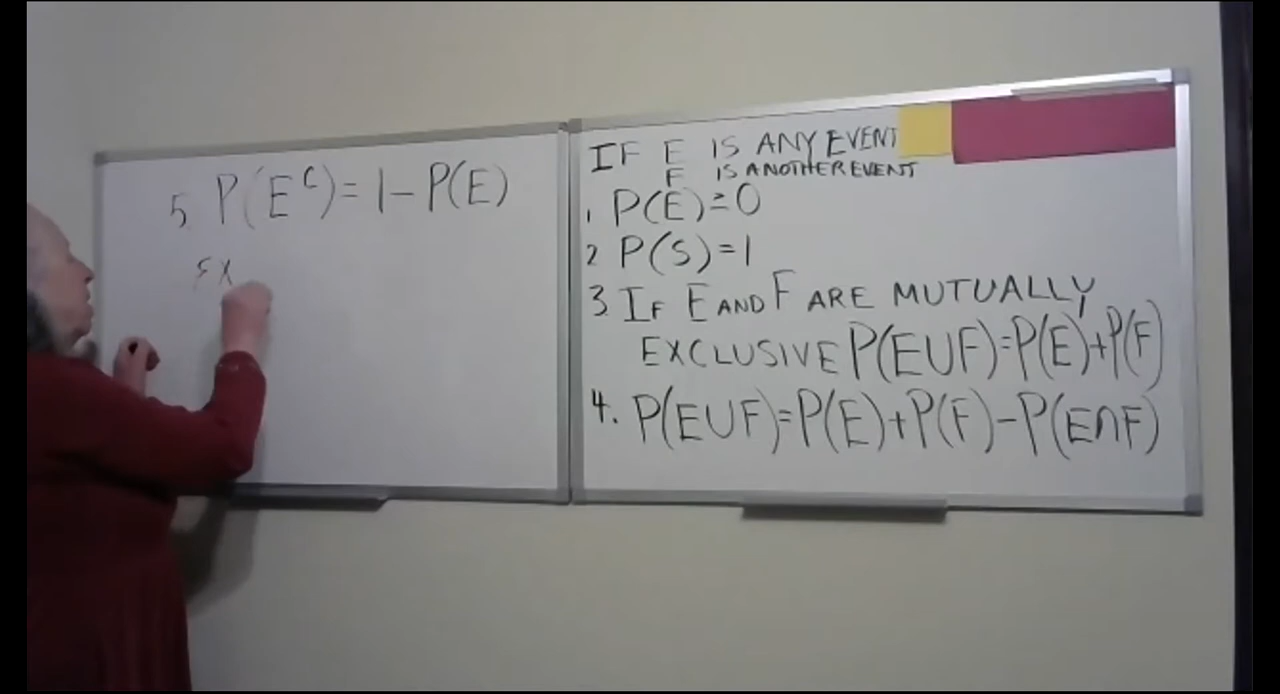 5. P(E^c) = 1 - P(E)
EX
IF E IS ANY EVENT
F IS ANOTHER EVENT
1. P(E) ≥ 0
2 P(S) = 1
3. IF E AND F ARE MUTUALLY
EXCLUSIVE P(E∪F) = P(E) + P(F)
4. P(E∪F) = P(E) + P(F) - P(E∩F)